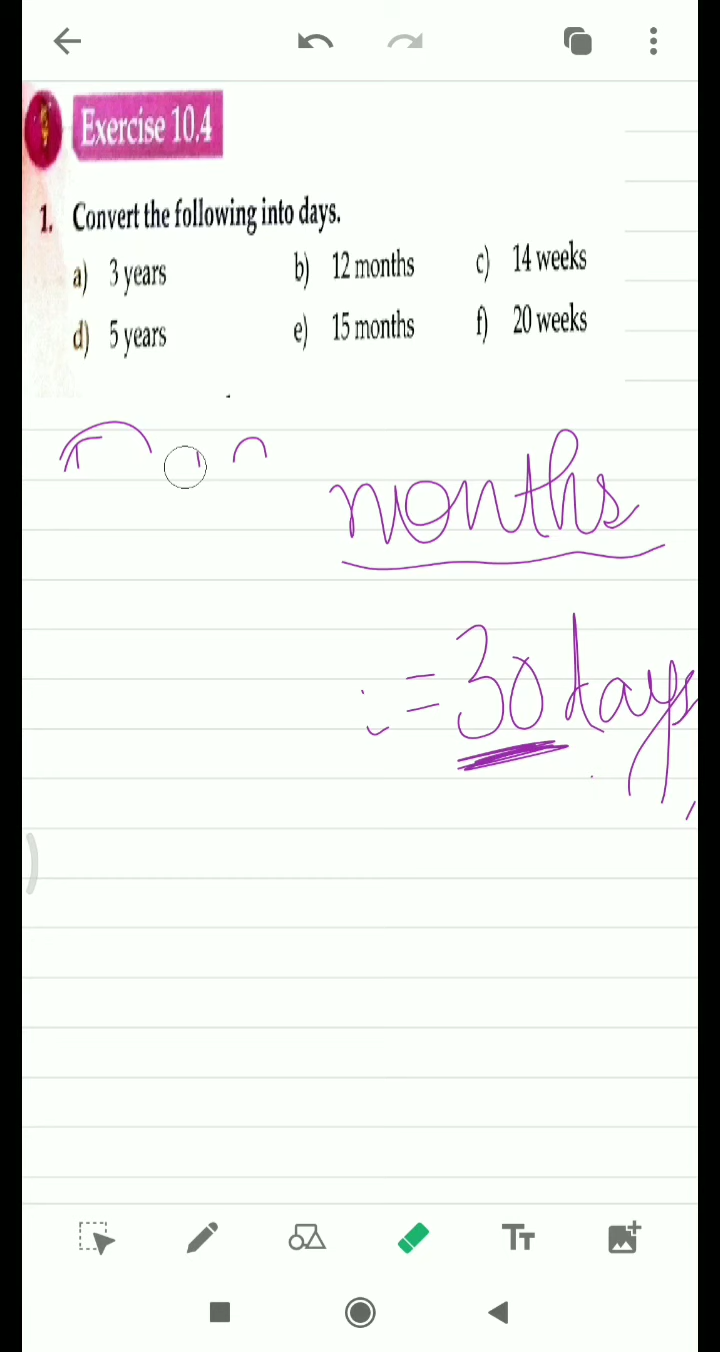 Exercise 10.4
1. Convert the following into days.
a) 3 years b) 12 months c) 14 weeks
d) 5 years e) 15 months f) 20 weeks
months
= 30 days
TT